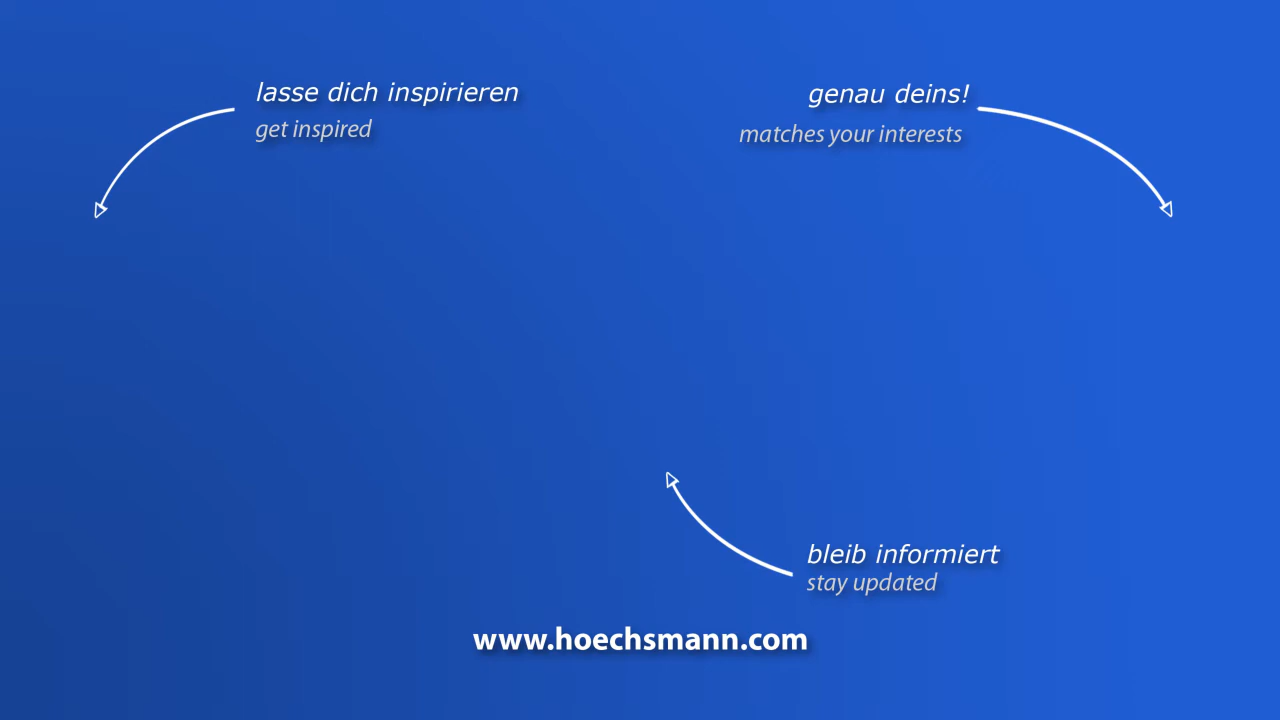 lasse dich inspirieren
get inspired
genau deins!
matches your interests
bleib informiert
stay updated
www.hoechsmann.com